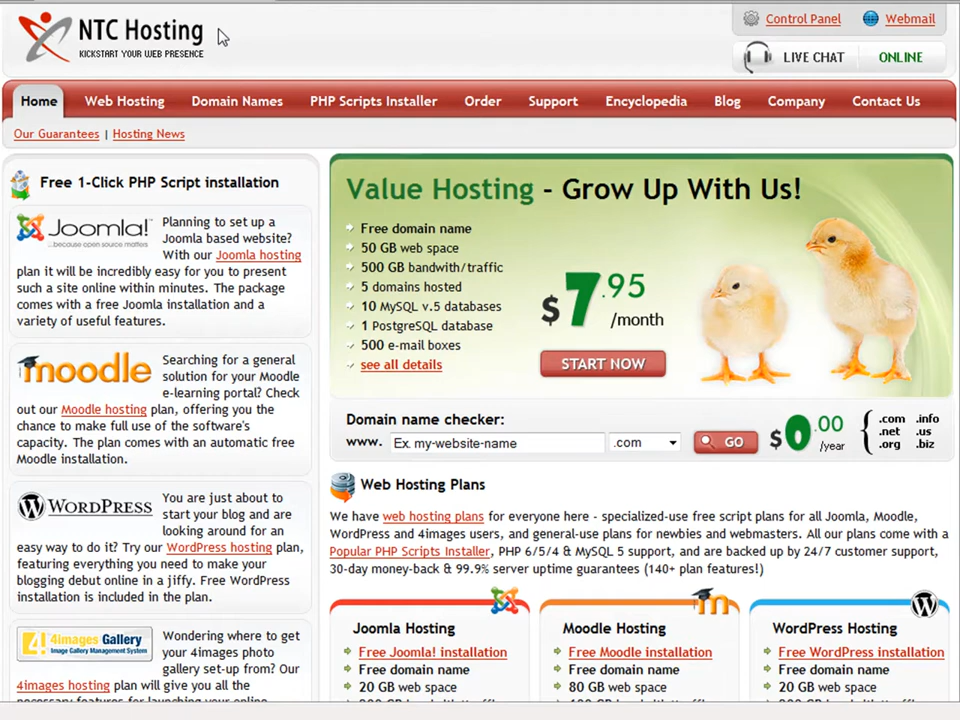 NTC Hosting
KICKSTART YOUR WEB PRESENCE
Control Panel
Webmail
LIVE CHAT
ONLINE
Home
Web Hosting
Domain Names
PHP Scripts Installer
Order
Support
Encyclopedia
Blog
Company
Contact Us
Our Guarantees | Hosting News
Free 1-Click PHP Script installation
Joomla!™
...because open source matters
Planning to set up a
Joomla based website?
With our Joomla hosting
plan it will be incredibly easy for you to present
such a site online within minutes. The package
comes with a free Joomla installation and a
variety of useful features.
moodle
Searching for a general
solution for your Moodle
e-learning portal? Check
out our Moodle hosting plan, offering you the
chance to make full use of the software's
capacity. The plan comes with an automatic free
Moodle installation.
WORDPRESS
You are just about to
start your blog and are
looking around for an
easy way to do it? Try our WordPress hosting plan,
featuring everything you need to make your
blogging debut online in a jiffy. Free WordPress
installation is included in the plan.
4! 4images Gallery
Image Gallery Management System
Wondering where to get
your 4images photo
gallery set-up from? Our
4images hosting plan will give you all the
necessary features for launching your online
Value Hosting - Grow Up With Us!
Free domain name
50 GB web space
500 GB bandwith/traffic
5 domains hosted
10 MySQL v.5 databases
1 PostgreSQL database
500 e-mail boxes
see all details
$7.95
/month
START NOW
Domain name checker:
www.
Ex. my-website-name
.com
GO
$0.00
/year
.com .info
.net .us
.org .biz
Web Hosting Plans
We have web hosting plans for everyone here - specialized-use free script plans for all Joomla, Moodle,
WordPress and 4images users, and general-use plans for newbies and webmasters. All our plans come with a
Popular PHP Scripts Installer, PHP 6/5/4 & MySQL 5 support, and are backed up by 24/7 customer support,
30-day money-back & 99.9% server uptime guarantees (140+ plan features!)
Joomla Hosting
Free Joomla! installation
Free domain name
20 GB web space
Moodle Hosting
Free Moodle installation
Free domain name
80 GB web space
WordPress Hosting
Free WordPress installation
Free domain name
20 GB web space